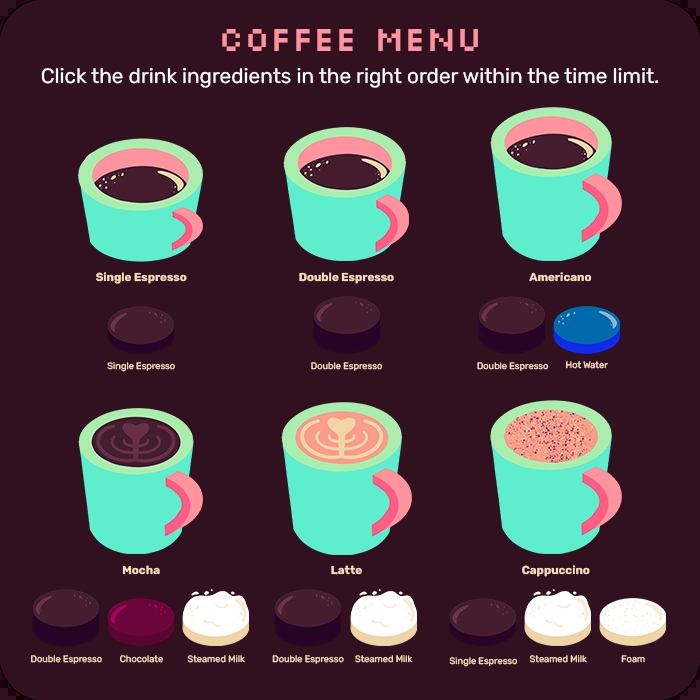 COFFEE MENU
Click the drink ingredients in the right order within the time limit.
Single Espresso
Double Espresso
Americano
Single Espresso
Double Espresso
Double Espresso
Hot Water
Mocha
Latte
Cappuccino
Double Espresso
Chocolate
Steamed Milk
Double Espresso
Steamed Milk
Single Espresso
Steamed Milk
Foam